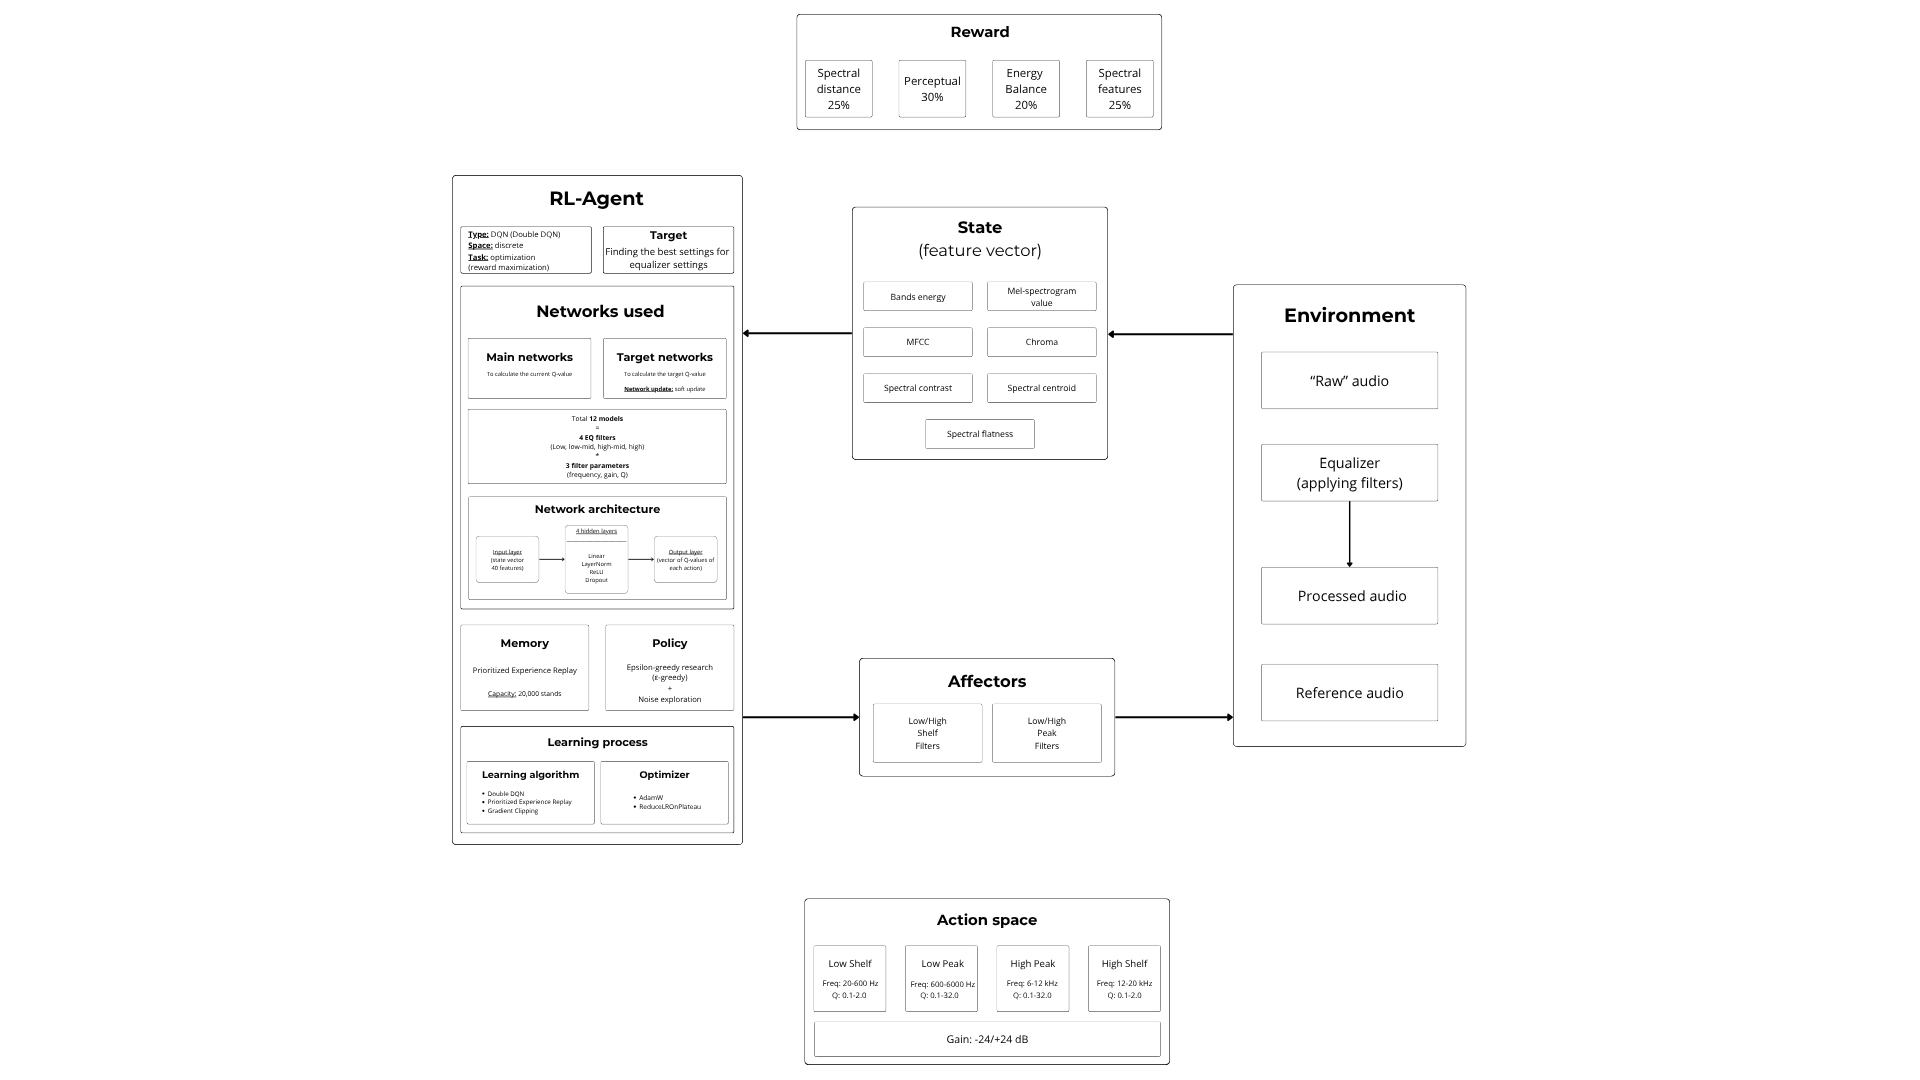 Reward
Spectral
distance
25%
Perceptual
30%
Energy
Balance
20%
Spectral
features
25%
RL-Agent
Type: DQN (Double DQN)
Space: discrete
Task: optimization
(reward maximization)
Target
Finding the best settings for
equalizer settings
Networks used
Main networks
To calculate the current Q-value
Target networks
To calculate the target Q-value
Network update: soft update
Total 12 models
=
4 EQ filters
(Low, low-mid, high-mid, high)
*
3 filter parameters
(frequency, gain, Q)
Network architecture
Input layer
(state vector
40 features)
4 hidden layers
Linear
LayerNorm
ReLU
Dropout
Output layer
(vector of Q-values of
each action)
Memory
Prioritized Experience Replay
Capacity: 20,000 stands
Policy
Epsilon-greedy research
(ε-greedy)
+
Noise exploration
Learning process
Learning algorithm
• Double DQN
• Prioritized Experience Replay
• Gradient Clipping
Optimizer
• AdamW
• ReduceLROnPlateau
State
(feature vector)
Bands energy
Mel-spectrogram
value
MFCC
Chroma
Spectral contrast
Spectral centroid
Spectral flatness
Affectors
Low/High
Shelf
Filters
Low/High
Peak
Filters
Environment
“Raw” audio
Equalizer
(applying filters)
Processed audio
Reference audio
Action space
Low Shelf
Freq: 20-600 Hz
Q: 0.1-2.0
Low Peak
Freq: 600-6000 Hz
Q: 0.1-32.0
High Peak
Freq: 6-12 kHz
Q: 0.1-32.0
High Shelf
Freq: 12-20 kHz
Q: 0.1-2.0
Gain: -24/+24 dB